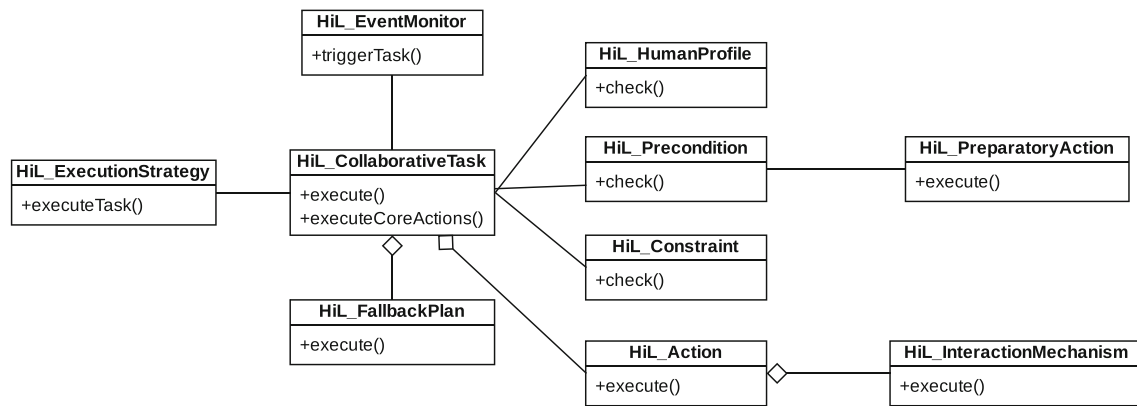 HiL_EventMonitor
+triggerTask()
HiL_HumanProfile
+check()
HiL_ExecutionStrategy
+executeTask()
HiL_CollaborativeTask
+execute()
+executeCoreActions()
HiL_Precondition
+check()
HiL_PreparatoryAction
+execute()
HiL_Constraint
+check()
HiL_FallbackPlan
+execute()
HiL_Action
+execute()
HiL_InteractionMechanism
+execute()